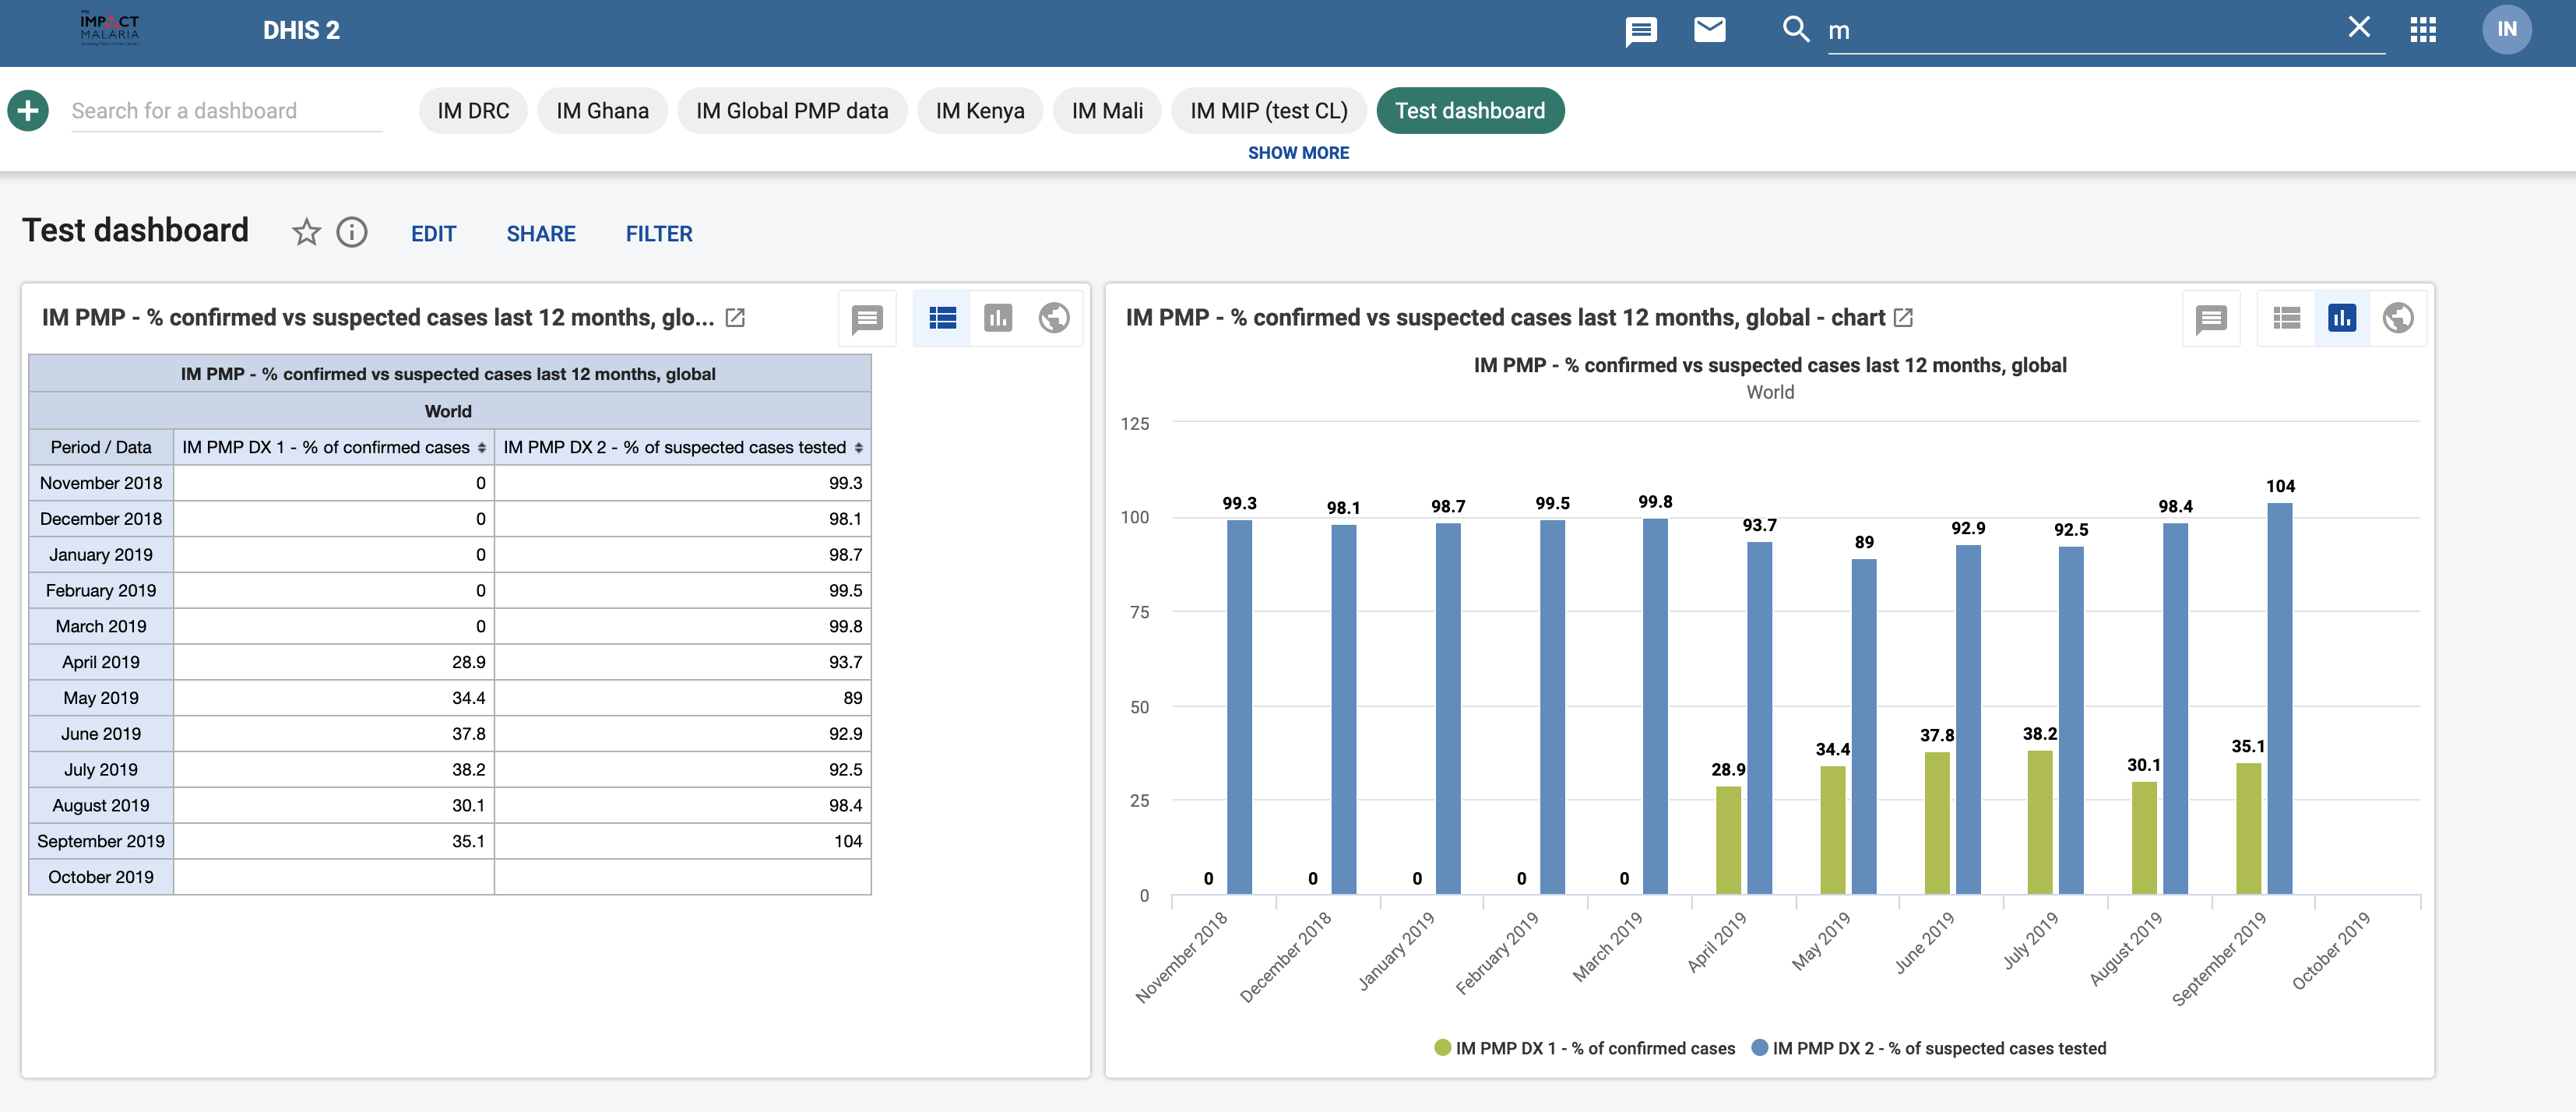 IMPACT
MALARIA
DHIS 2
m
IN
Search for a dashboard
IM DRC
IM Ghana
IM Global PMP data
IM Kenya
IM Mali
IM MIP (test CL)
Test dashboard
SHOW MORE
Test dashboard
EDIT
SHARE
FILTER
IM PMP - % confirmed vs suspected cases last 12 months, glo...
IM PMP - % confirmed vs suspected cases last 12 months, global
World
Period / Data IM PMP DX 1 - % of confirmed cases IM PMP DX 2 - % of suspected cases tested
November 2018 0 99.3
December 2018 0 98.1
January 2019 0 98.7
February 2019 0 99.5
March 2019 0 99.8
April 2019 28.9 93.7
May 2019 34.4 89
June 2019 37.8 92.9
July 2019 38.2 92.5
August 2019 30.1 98.4
September 2019 35.1 104
October 2019
IM PMP - % confirmed vs suspected cases last 12 months, global - chart
IM PMP - % confirmed vs suspected cases last 12 months, global
World
125
100
75
50
25
0
0 99.3
0 98.1
0 98.7
0 99.5
0 99.8
28.9 93.7
34.4 89
37.8 92.9
38.2 92.5
30.1 98.4
35.1 104
November 2018
December 2018
January 2019
February 2019
March 2019
April 2019
May 2019
June 2019
July 2019
August 2019
September 2019
October 2019
IM PMP DX 1 - % of confirmed cases IM PMP DX 2 - % of suspected cases tested